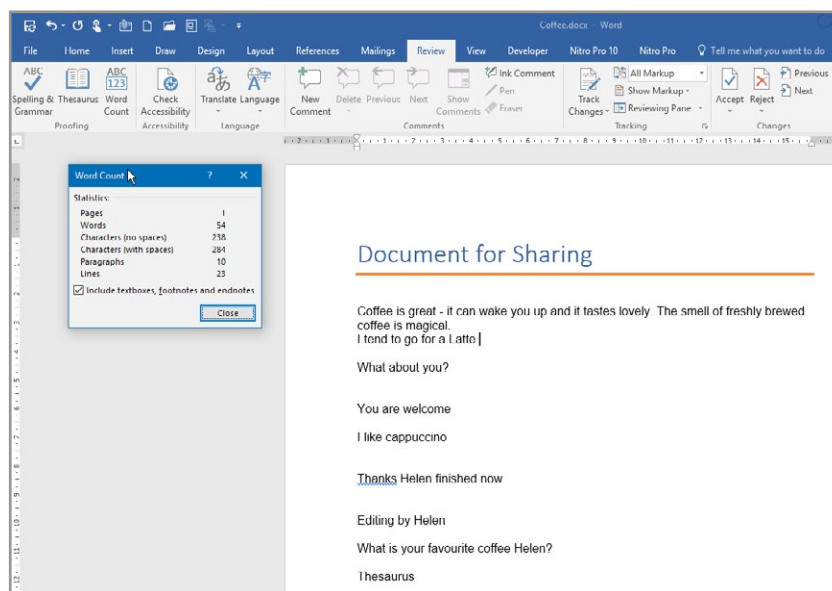 Coffee.docx - Word
File Home Insert Draw Design Layout References Mailings Review View Developer Nitro Pro 10 Nitro Pro Tell me what you want to do
ABC ABC 123
Spelling & Grammar Thesaurus Word Count Check Accessibility Translate Language New Comment Delete Previous Next Show Comments Ink Comment Pen Eraser Track Changes All Markup Show Markup Reviewing Pane Accept Reject Previous Next
Proofing Accessibility Language Comments Tracking Changes
Word Count ? X
Statistics:
Pages 1
Words 54
Characters (no spaces) 238
Characters (with spaces) 284
Paragraphs 10
Lines 23
Include textboxes, footnotes and endnotes
Close
Document for Sharing
Coffee is great - it can wake you up and it tastes lovely. The smell of freshly brewed
coffee is magical.
I tend to go for a Latte
What about you?
You are welcome
I like cappuccino
Thanks Helen finished now
Editing by Helen
What is your favourite coffee Helen?
Thesaurus